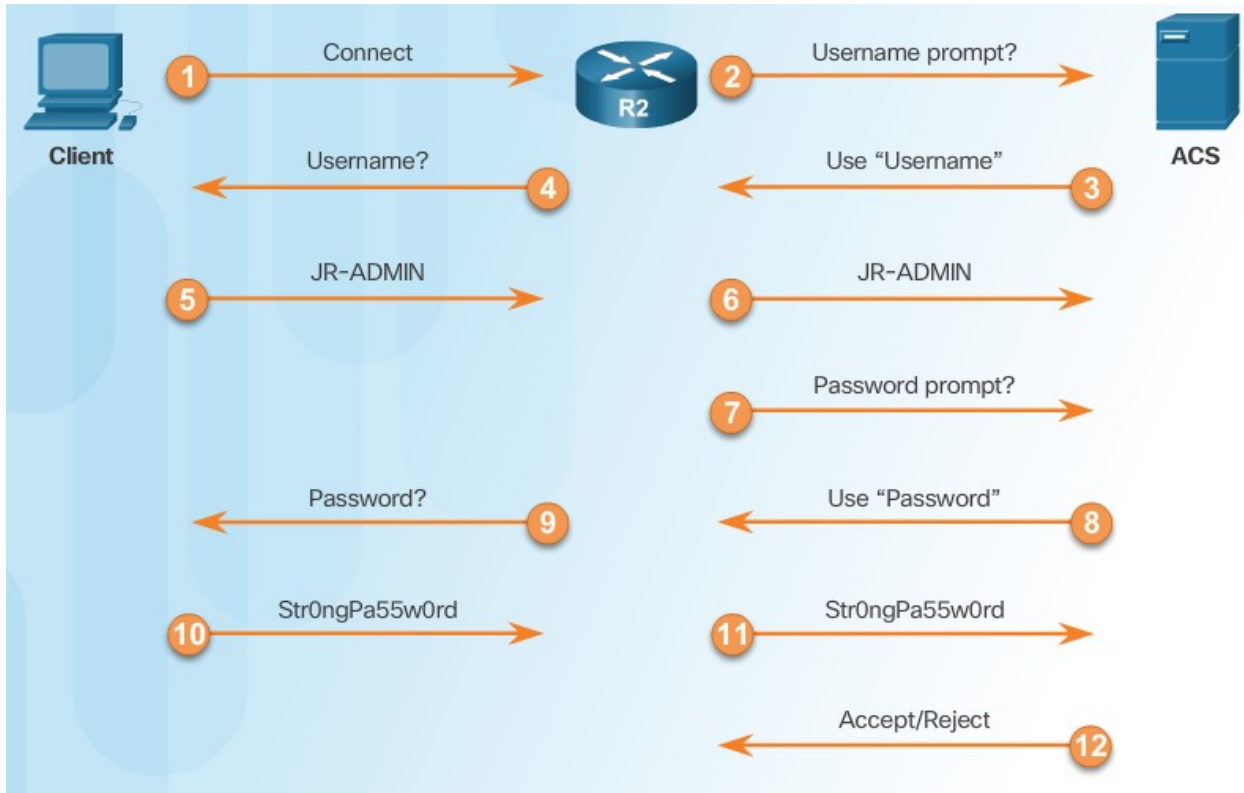 1 Connect
R2
2 Username prompt?
Client
ACS
Username? 4
Use “Username” 3
5 JR-ADMIN
6 JR-ADMIN
7 Password prompt?
Password? 9
Use “Password” 8
10 Str0ngPa55w0rd
11 Str0ngPa55w0rd
Accept/Reject 12